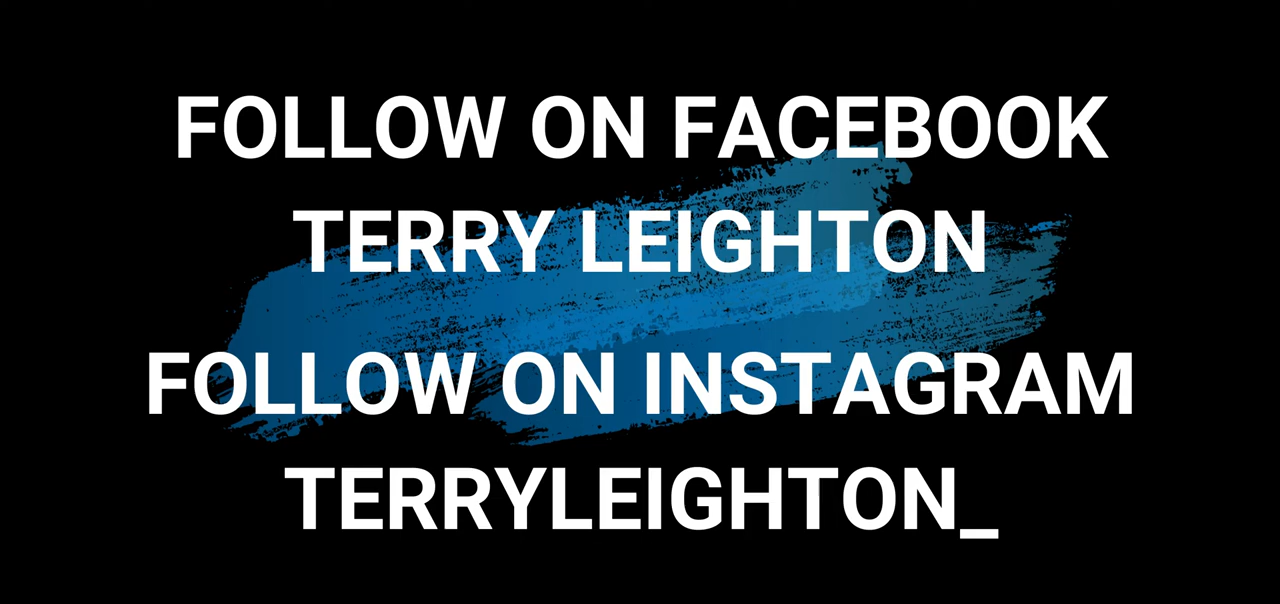 FOLLOW ON FACEBOOK
TERRY LEIGHTON
FOLLOW ON INSTAGRAM
TERRYLEIGHTON_